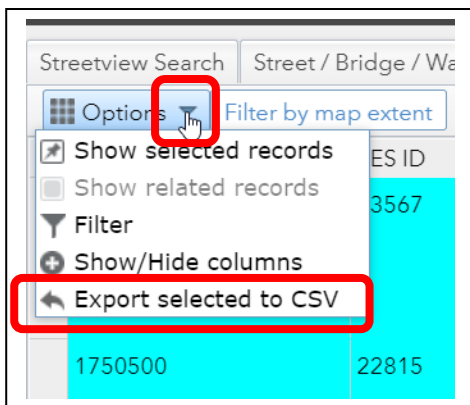 Streetview Search Street / Bridge / Wa
Options Filter by map extent
Show selected records
ES ID
Show related records
3567
Filter
Show/Hide columns
Export selected to CSV
1750500 22815